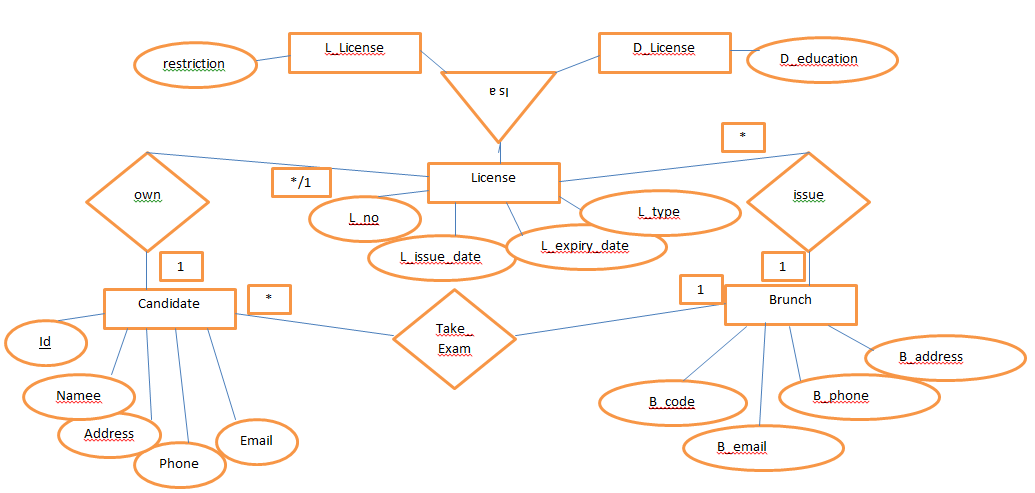 L_License
D_License
restriction
D_education
Is a
*
License
own
*/1
issue
L_no
L_type
L_issue_date
L_expiry_date
1
1
Candidate
*
1
Brunch
Take_
Exam
Id
B_address
Namee
B_code
B_phone
Address
Email
B_email
Phone